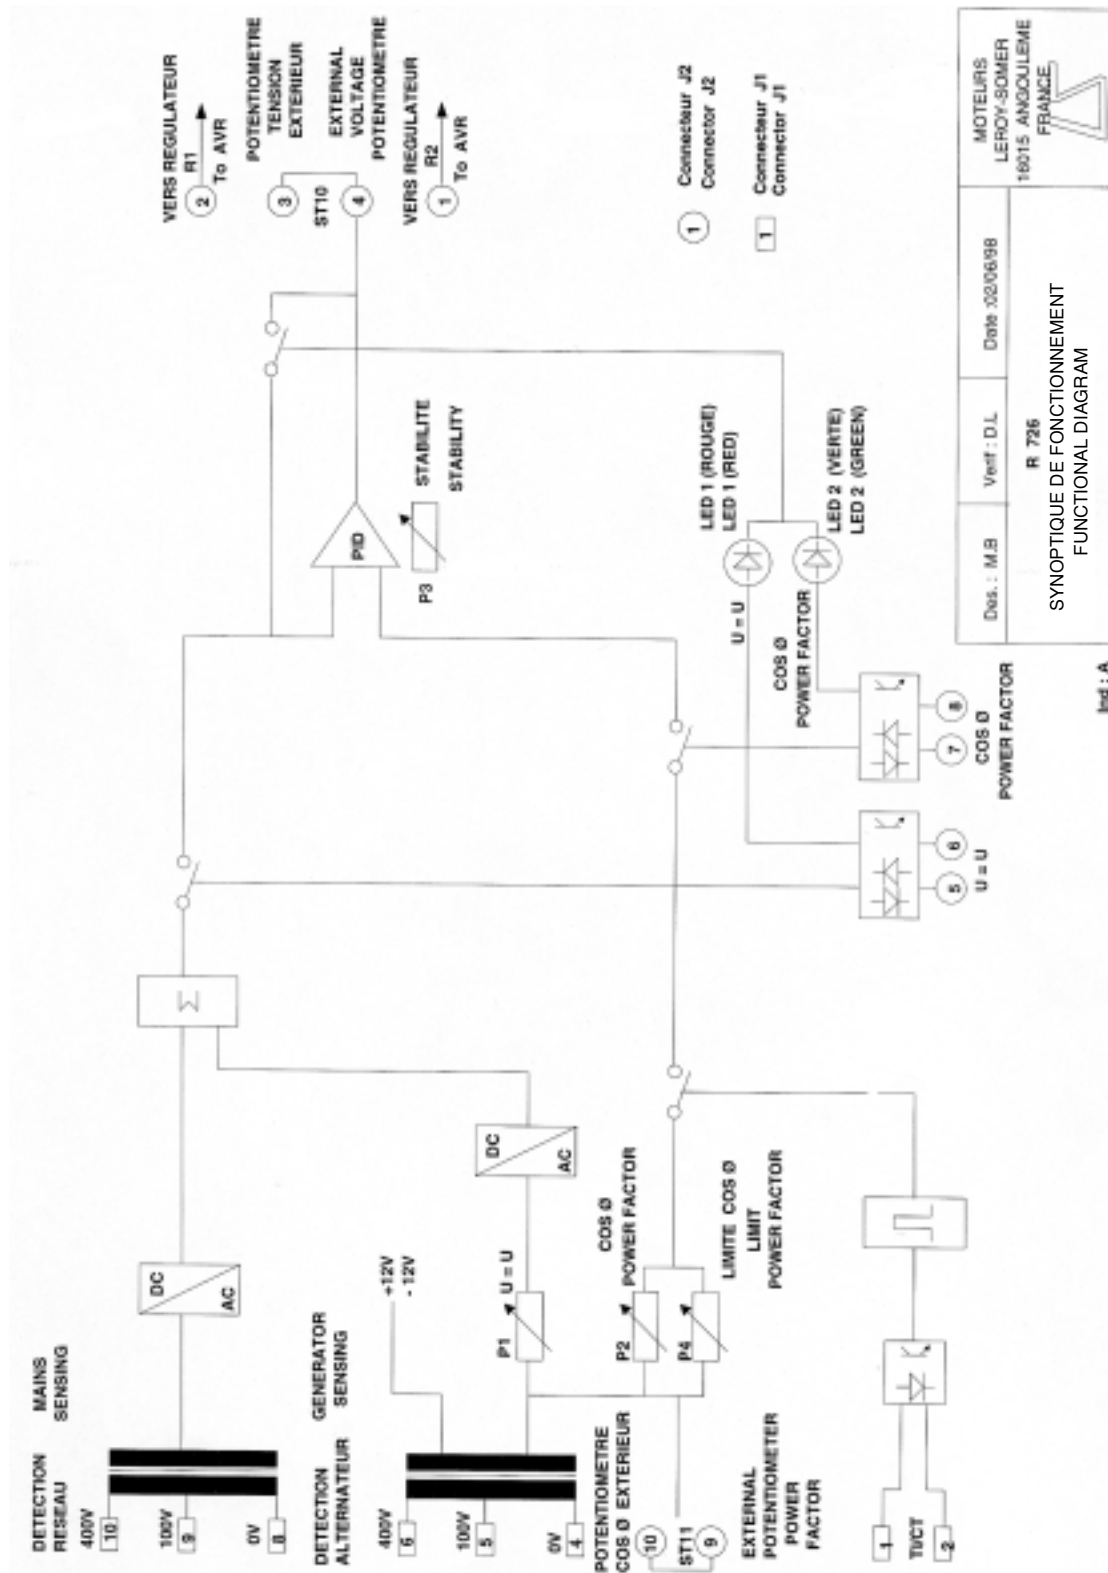 DETECTION
RESEAU
MAINS
SENSING
400V
10
100V
9
0V
8
DC
AC
Σ
DETECTION
ALTERNATEUR
GENERATOR
SENSING
400V
6
100V
5
0V
4
+12V
- 12V
P1
U = U
DC
AC
POTENTIOMETRE
COS Ø EXTERIEUR
10
ST11
9
EXTERNAL
POTENTIOMETER
POWER
FACTOR
P2
COS Ø
POWER FACTOR
P4
LIMITE COS Ø
LIMIT
POWER FACTOR
1
TI/CT
2
PID
P3
STABILITE
STABILITY
VERS REGULATEUR
R1
2
To AVR
POTENTIOMETRE
TENSION
EXTERIEUR
3
ST10
4
EXTERNAL
VOLTAGE
POTENTIOMETRE
VERS REGULATEUR
R2
1
To AVR
LED 1 (ROUGE)
LED 1 (RED)
U = U
LED 2 (VERTE)
LED 2 (GREEN)
COS Ø
POWER FACTOR
5
6
U = U
7
8
COS Ø
POWER FACTOR
1
Connecteur J2
Connector J2
1
Connecteur J1
Connector J1
Des. : M.B
Verif : D.L
Date :02/06/98
MOTEURS
LEROY-SOMER
16015 ANGOULEME
FRANCE
R 726
SYNOPTIQUE DE FONCTIONNEMENT
FUNCTIONAL DIAGRAM
Ind : A